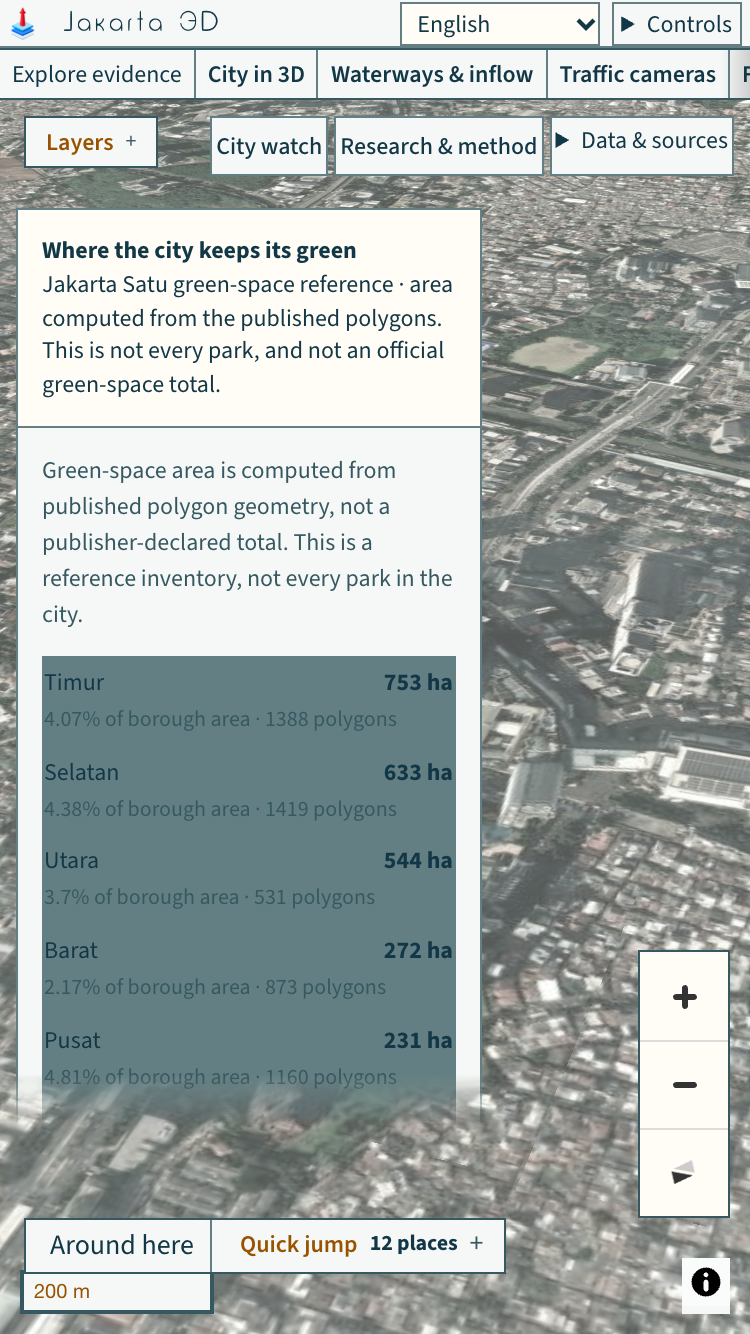 Jakarta 3D
English
Controls
Explore evidence
City in 3D
Waterways & inflow
Traffic cameras
Layers +
City watch
Research & method
Data & sources
Where the city keeps its green
Jakarta Satu green-space reference · area
computed from the published polygons.
This is not every park, and not an official
green-space total.
Green-space area is computed from
published polygon geometry, not a
publisher-declared total. This is a
reference inventory, not every park in the
city.
Timur 753 ha
4.07% of borough area · 1388 polygons
Selatan 633 ha
4.38% of borough area · 1419 polygons
Utara 544 ha
3.7% of borough area · 531 polygons
Barat 272 ha
2.17% of borough area · 873 polygons
Pusat 231 ha
4.81% of borough area · 1160 polygons
Around here
Quick jump 12 places +
200 m